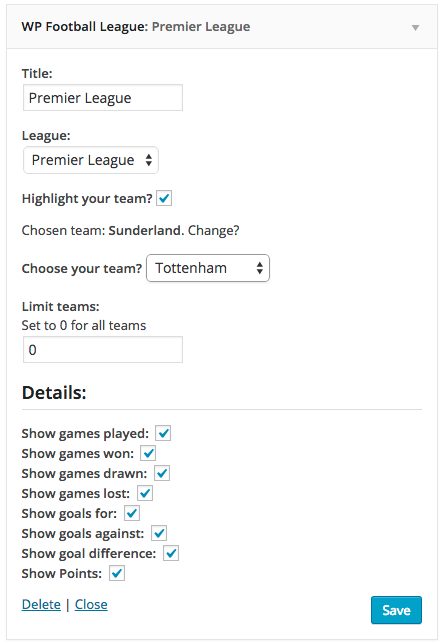 WP Football League: Premier League
Title:
Premier League
League:
Premier League
Highlight your team?
Chosen team: Sunderland. Change?
Choose your team? Tottenham
Limit teams:
Set to 0 for all teams
0
Details:
Show games played:
Show games won:
Show games drawn:
Show games lost:
Show goals for:
Show goals against:
Show goal difference:
Show Points:
Delete | Close Save